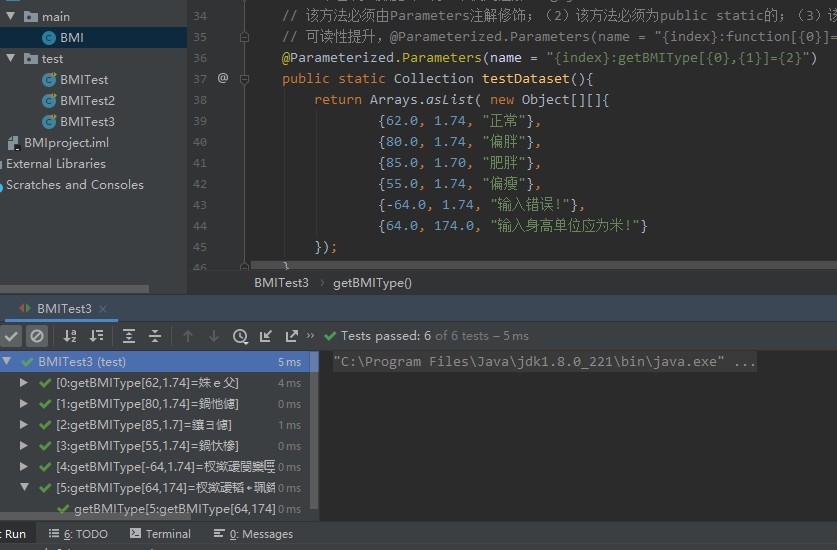 main
BMI
test
BMITest
BMITest2
BMITest3
BMIproject.iml
External Libraries
Scratches and Consoles
34 // 该方法必须由Parameters注解修饰；（2）该方法必须为public static的；（3）该
35 // 可读性提升，@Parameterized.Parameters(name = "{index}:function[{0}]=
36 @Parameterized.Parameters(name = "{index}:getBMIType[{0},{1}]={2}")
37 @ public static Collection testDataset(){
38 return Arrays.asList( new Object[][]{
39 {62.0, 1.74, "正常"},
40 {80.0, 1.74, "偏胖"},
41 {85.0, 1.70, "肥胖"},
42 {55.0, 1.74, "偏瘦"},
43 {-64.0, 1.74, "输入错误!"},
44 {64.0, 174.0, "输入身高单位应为米!"}
45 });
46 }
BMITest3 › getBMIType()
BMITest3 ×
Tests passed: 6 of 6 tests – 5 ms
BMITest3 (test) 5 ms
[0:getBMIType[62,1.74]=姝ｅ父] 4 ms
[1:getBMIType[80,1.74]=鍋忚儢] 0 ms
[2:getBMIType[85,1.7]=鑲ヨ儢] 1 ms
[3:getBMIType[55,1.74]=鍋忕槮] 0 ms
[4:getBMIType[-64,1.74]= 0 ms
[5:getBMIType[64,174]= 0 ms
getBMIType[5:getBMIType[64,174] 0 ms
"C:\Program Files\Java\jdk1.8.0_221\bin\java.exe" ...
Run 6: TODO Terminal 0: Messages